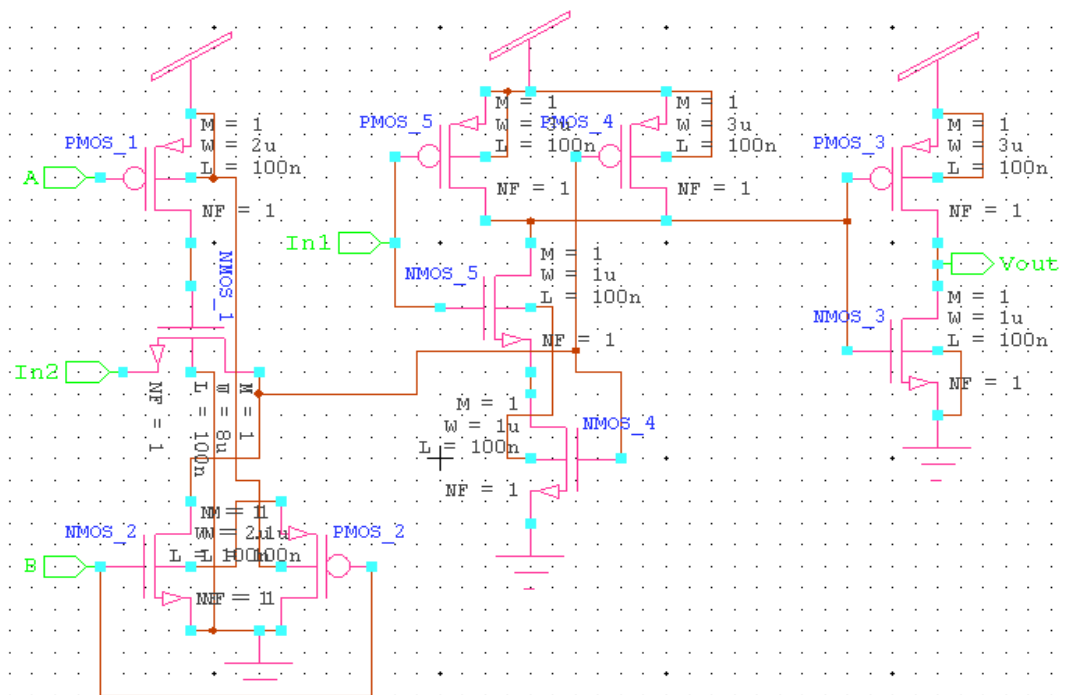 PMOS_1
M = 1
W = 2u
L = 100n
NF = 1
A
PMOS_5
M = 1
W = 3u
L = 100n
NF = 1
PMOS_4
M = 1
W = 3u
L = 100n
NF = 1
PMOS_3
M = 1
W = 3u
L = 100n
NF = 1
In1
NMOS_1
M = 1
W = 8u
L = 100n
NF = 1
In2
NMOS_5
M = 1
W = 1u
L = 100n
NF = 1
Vout
NMOS_3
M = 1
W = 1u
L = 100n
NF = 1
NMOS_4
M = 1
W = 1u
L = 100n
NF = 1
NMOS_2
PMOS_2
B